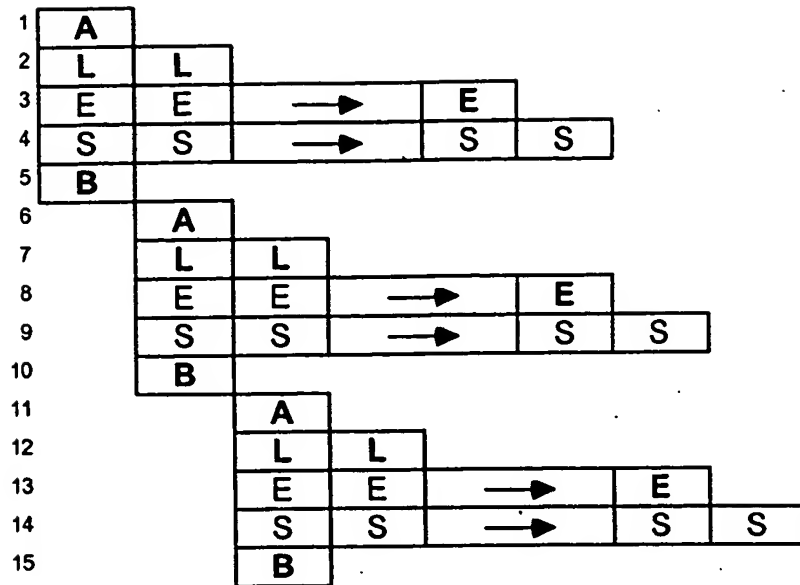 1 A
2 L L
3 E E E
4 S S S S
5 B
6 A
7 L L
8 E E E
9 S S S S
10 B
11 A
12 L L
13 E E E
14 S S S S
15 B